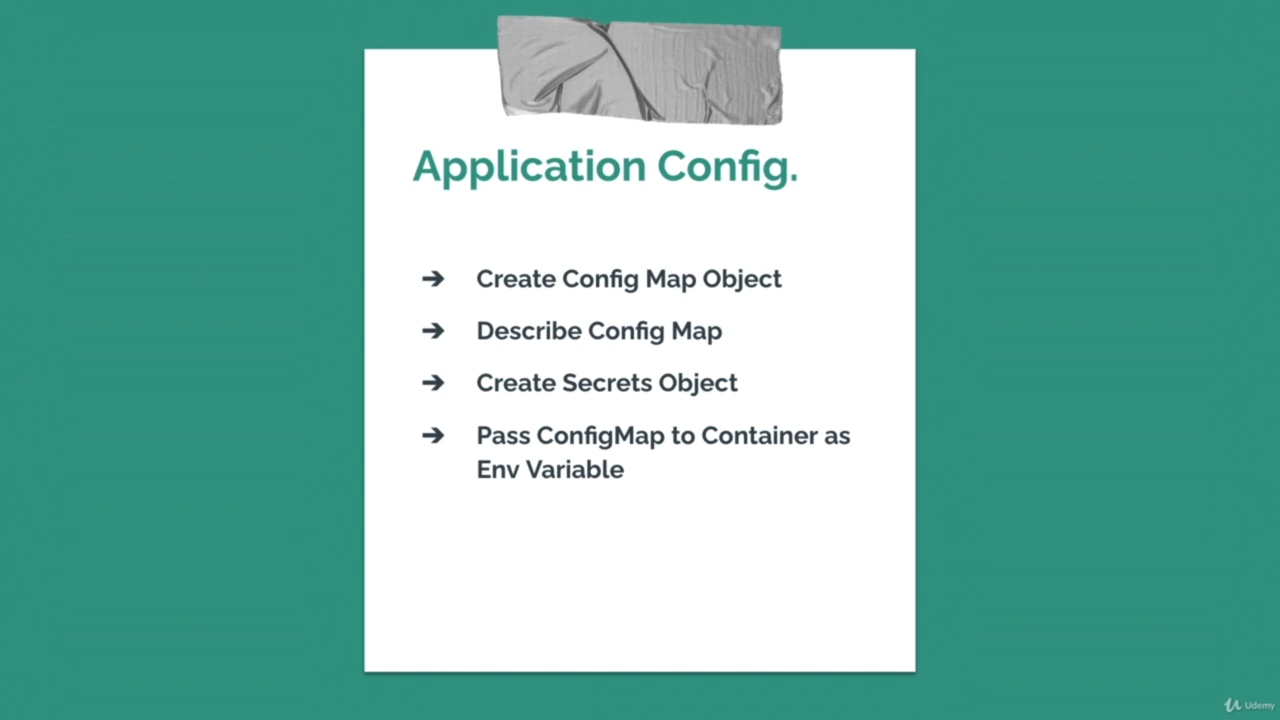 Application Config.
➔ Create Config Map Object
➔ Describe Config Map
➔ Create Secrets Object
➔ Pass ConfigMap to Container as
Env Variable
Udemy